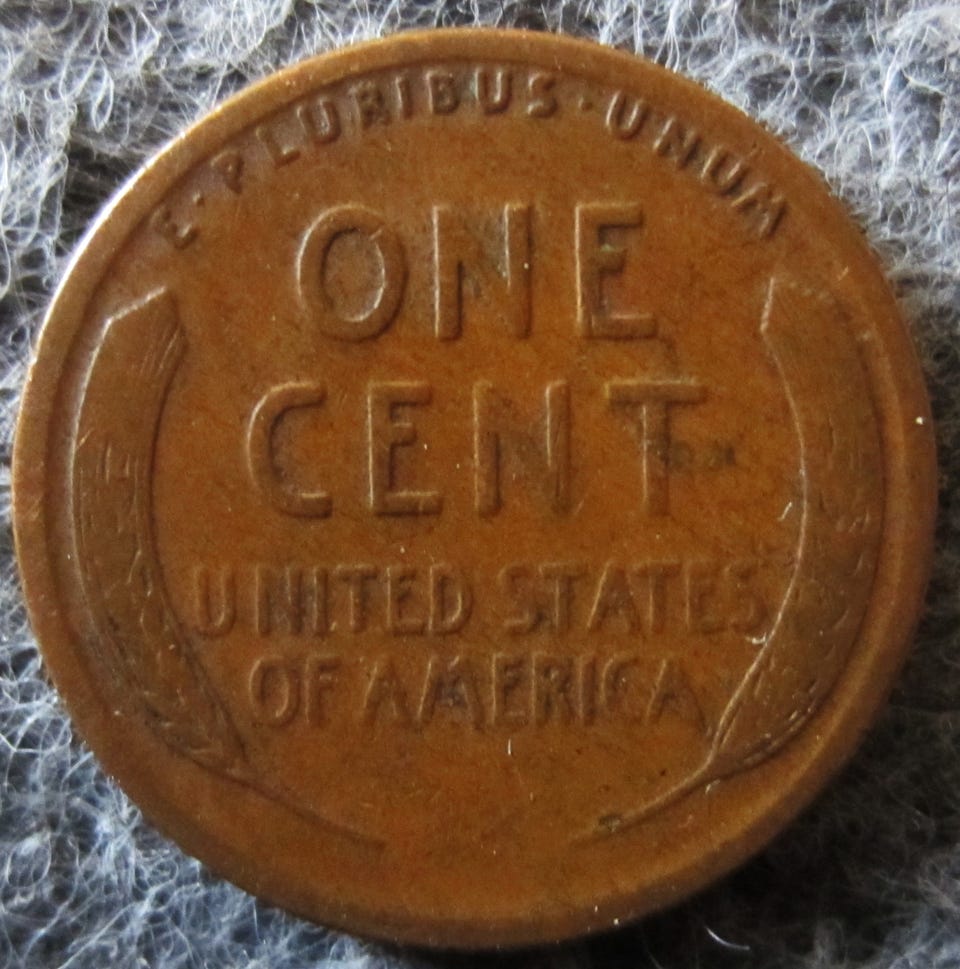 E·PLURIBUS·UNUM
ONE
CENT
UNITED STATES
OF AMERICA